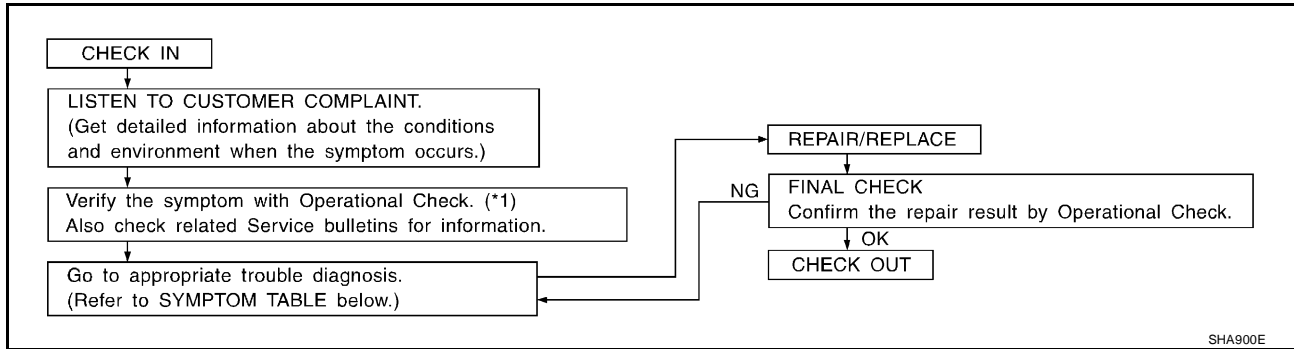 CHECK IN
LISTEN TO CUSTOMER COMPLAINT.
(Get detailed information about the conditions
and environment when the symptom occurs.)
Verify the symptom with Operational Check. (*1)
Also check related Service bulletins for information.
Go to appropriate trouble diagnosis.
(Refer to SYMPTOM TABLE below.)
REPAIR/REPLACE
NG
FINAL CHECK
Confirm the repair result by Operational Check.
OK
CHECK OUT
SHA900E